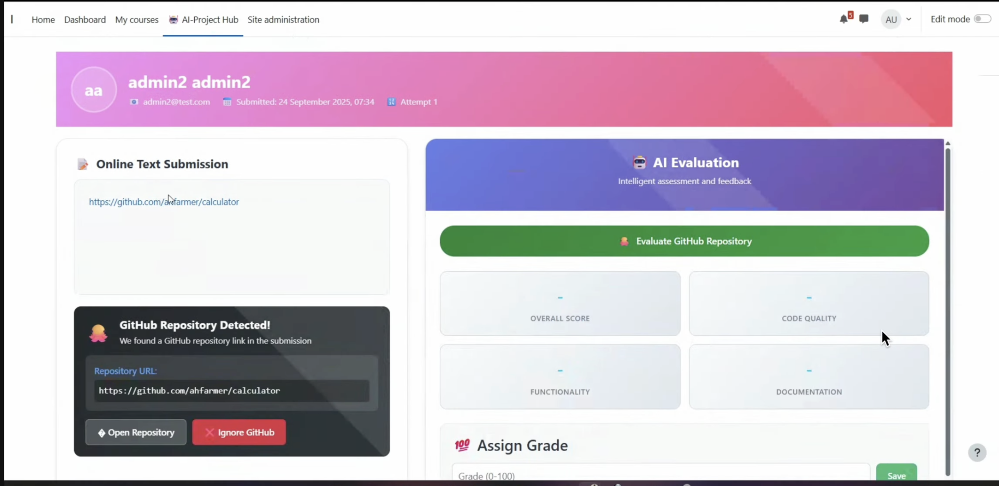 Home Dashboard My courses AI-Project Hub Site administration 5 AU Edit mode
aa
admin2 admin2
admin2@test.com Submitted: 24 September 2025, 07:34 Attempt 1
Online Text Submission
https://github.com/ahfarmer/calculator
GitHub Repository Detected!
We found a GitHub repository link in the submission
Repository URL:
https://github.com/ahfarmer/calculator
� Open Repository ❌ Ignore GitHub
AI Evaluation
Intelligent assessment and feedback
Evaluate GitHub Repository
-
OVERALL SCORE
-
CODE QUALITY
-
FUNCTIONALITY
-
DOCUMENTATION
💯 Assign Grade
Grade (0-100) Save
?